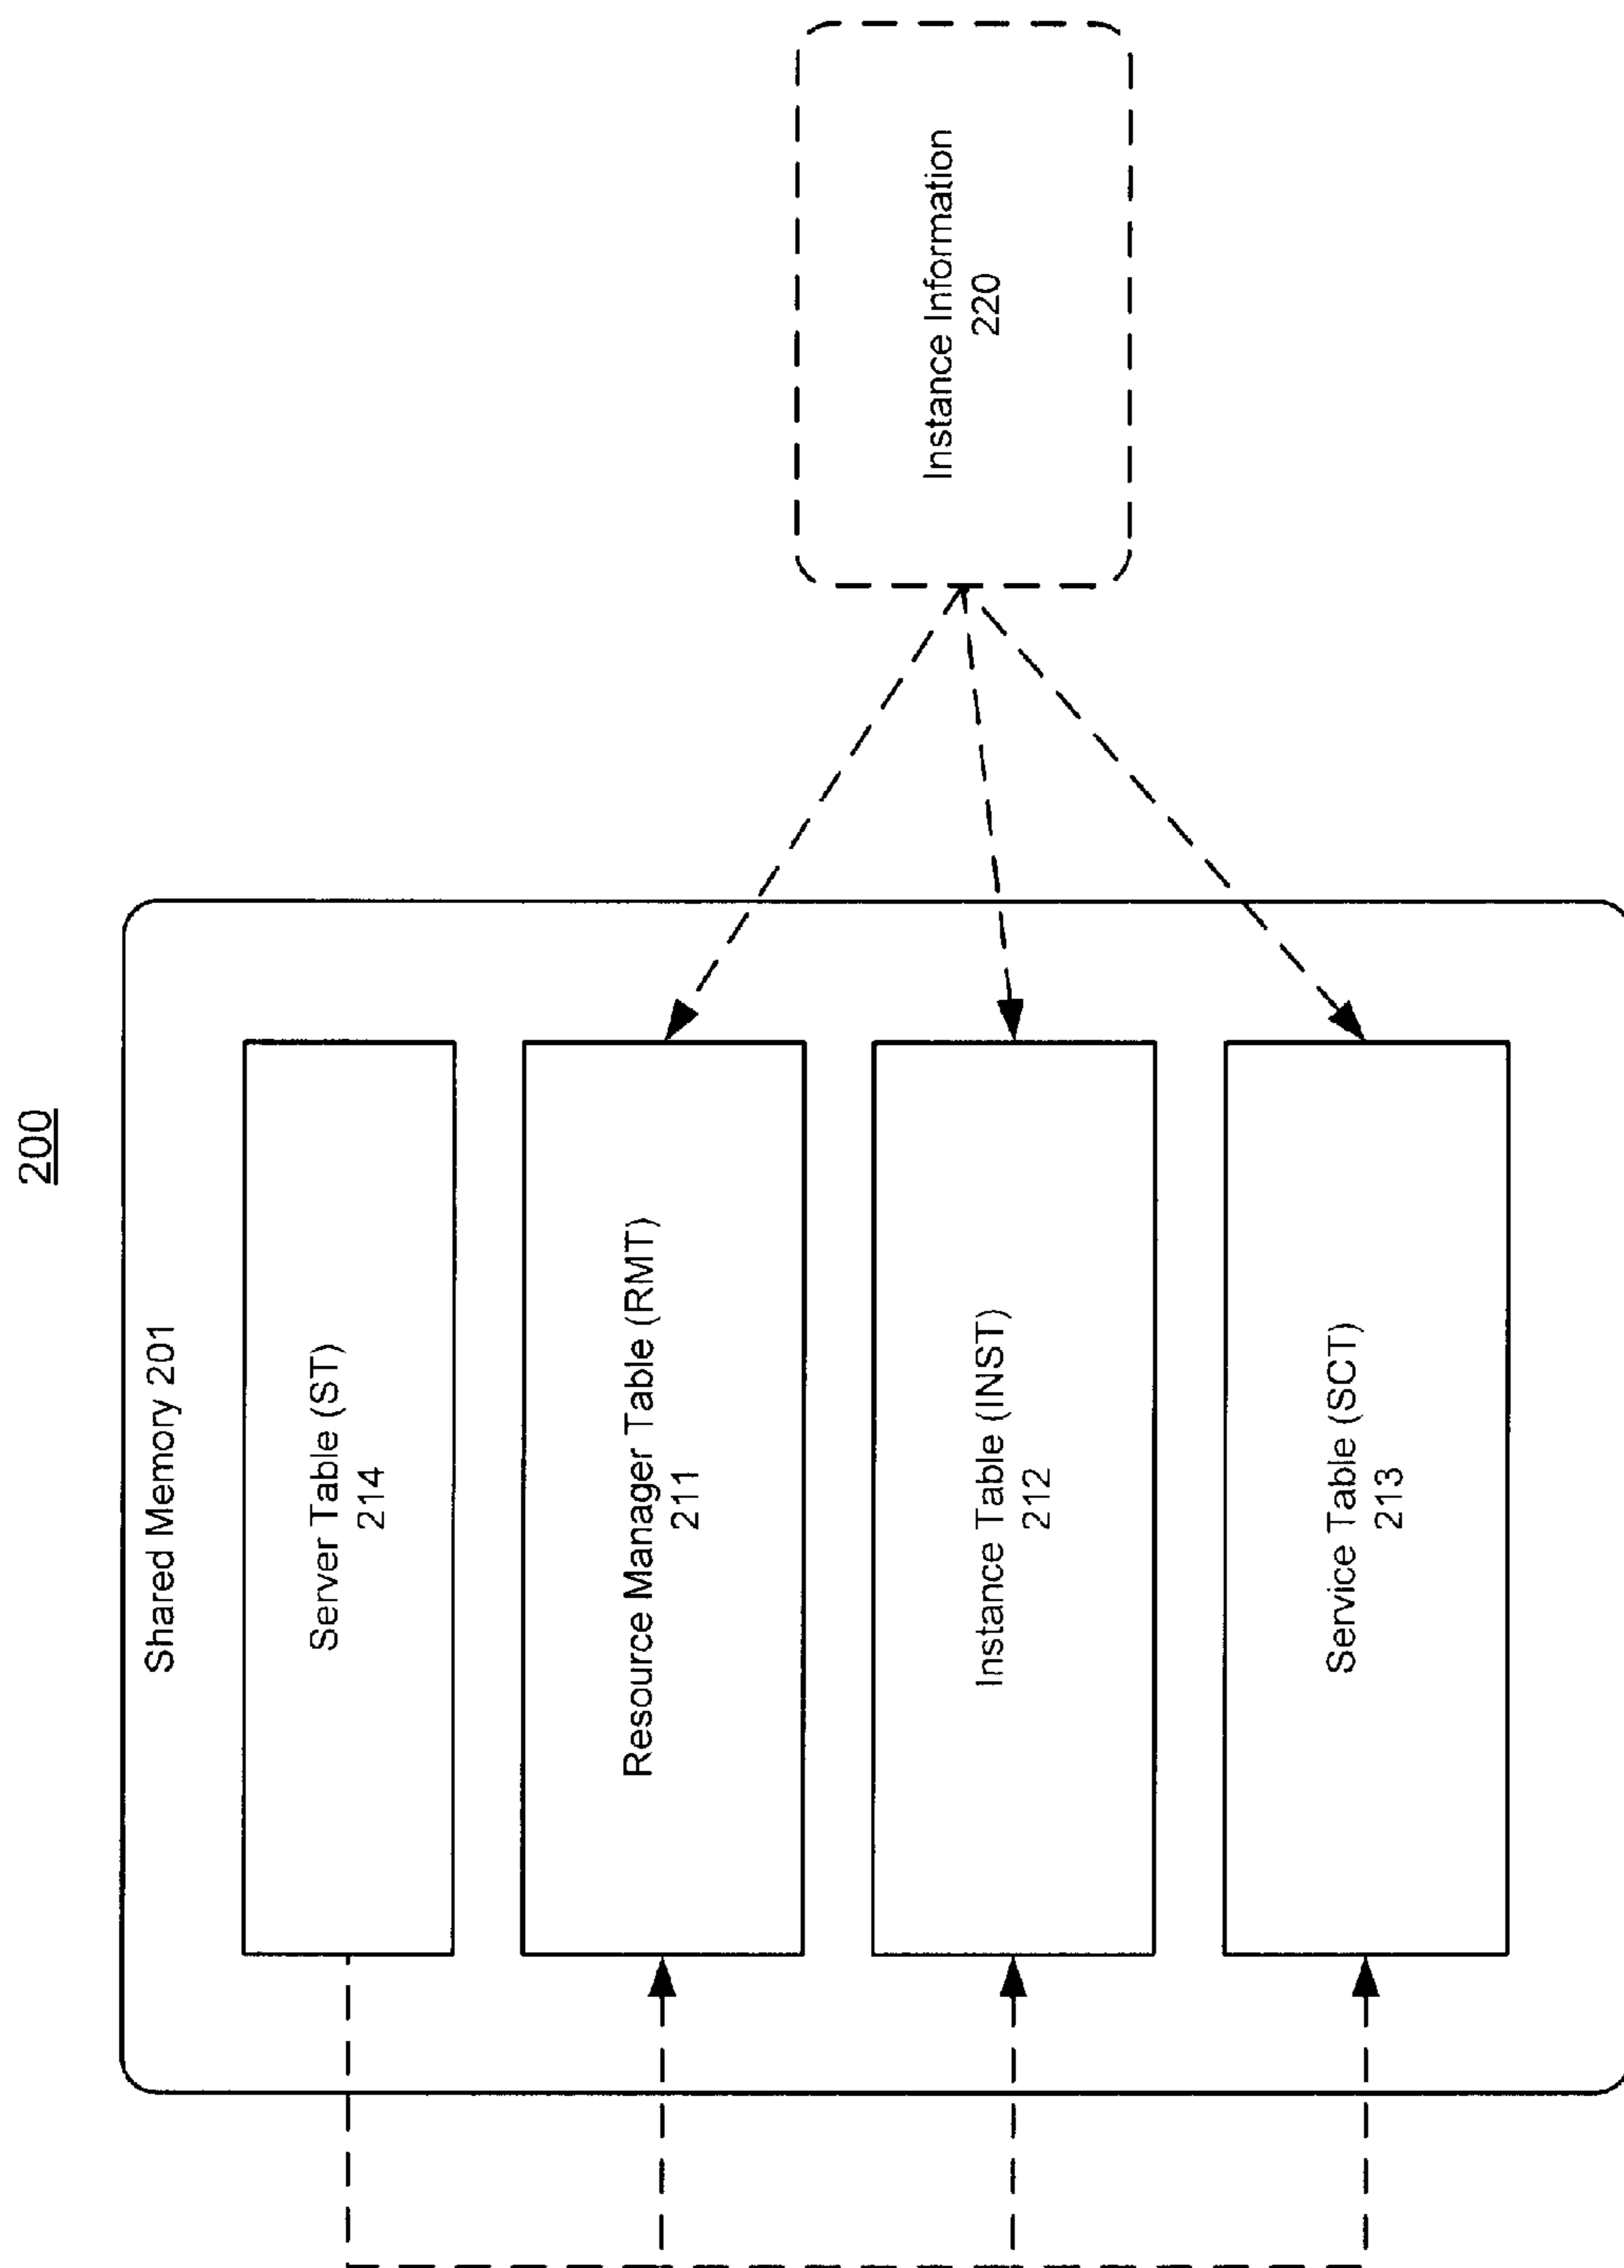 200
Shared Memory 201
Server Table (ST)
214
Resource Manager Table (RMT)
211
Instance Table (INST)
212
Service Table (SCT)
213
Instance Information
220